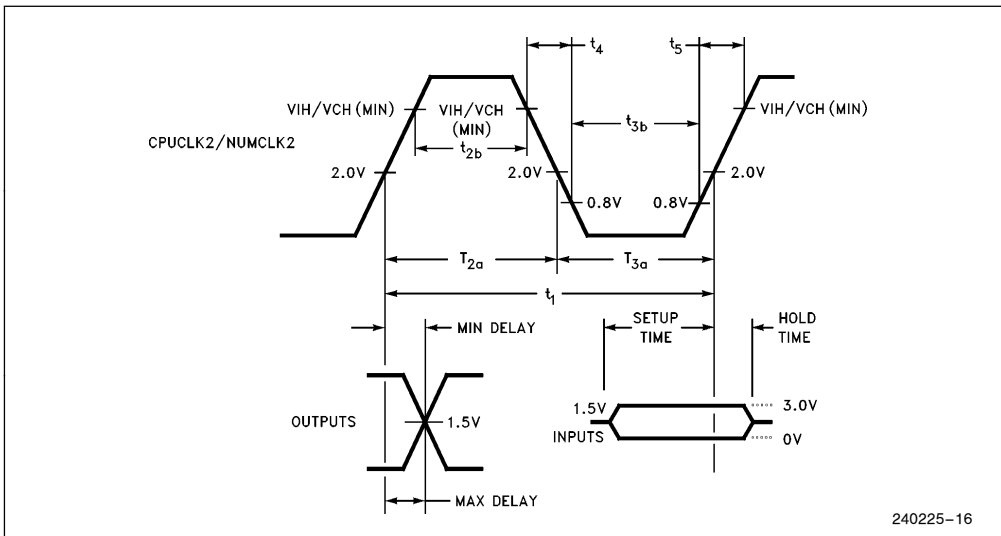 t4
t5
VIH/VCH (MIN)
VIH/VCH
(MIN)
VIH/VCH (MIN)
t3b
CPUCLK2/NUMCLK2
t2b
2.0V
2.0V
2.0V
0.8V
0.8V
T2a
T3a
t1
MIN DELAY
SETUP
TIME
HOLD
TIME
OUTPUTS
1.5V
1.5V
INPUTS
3.0V
0V
MAX DELAY
240225-16